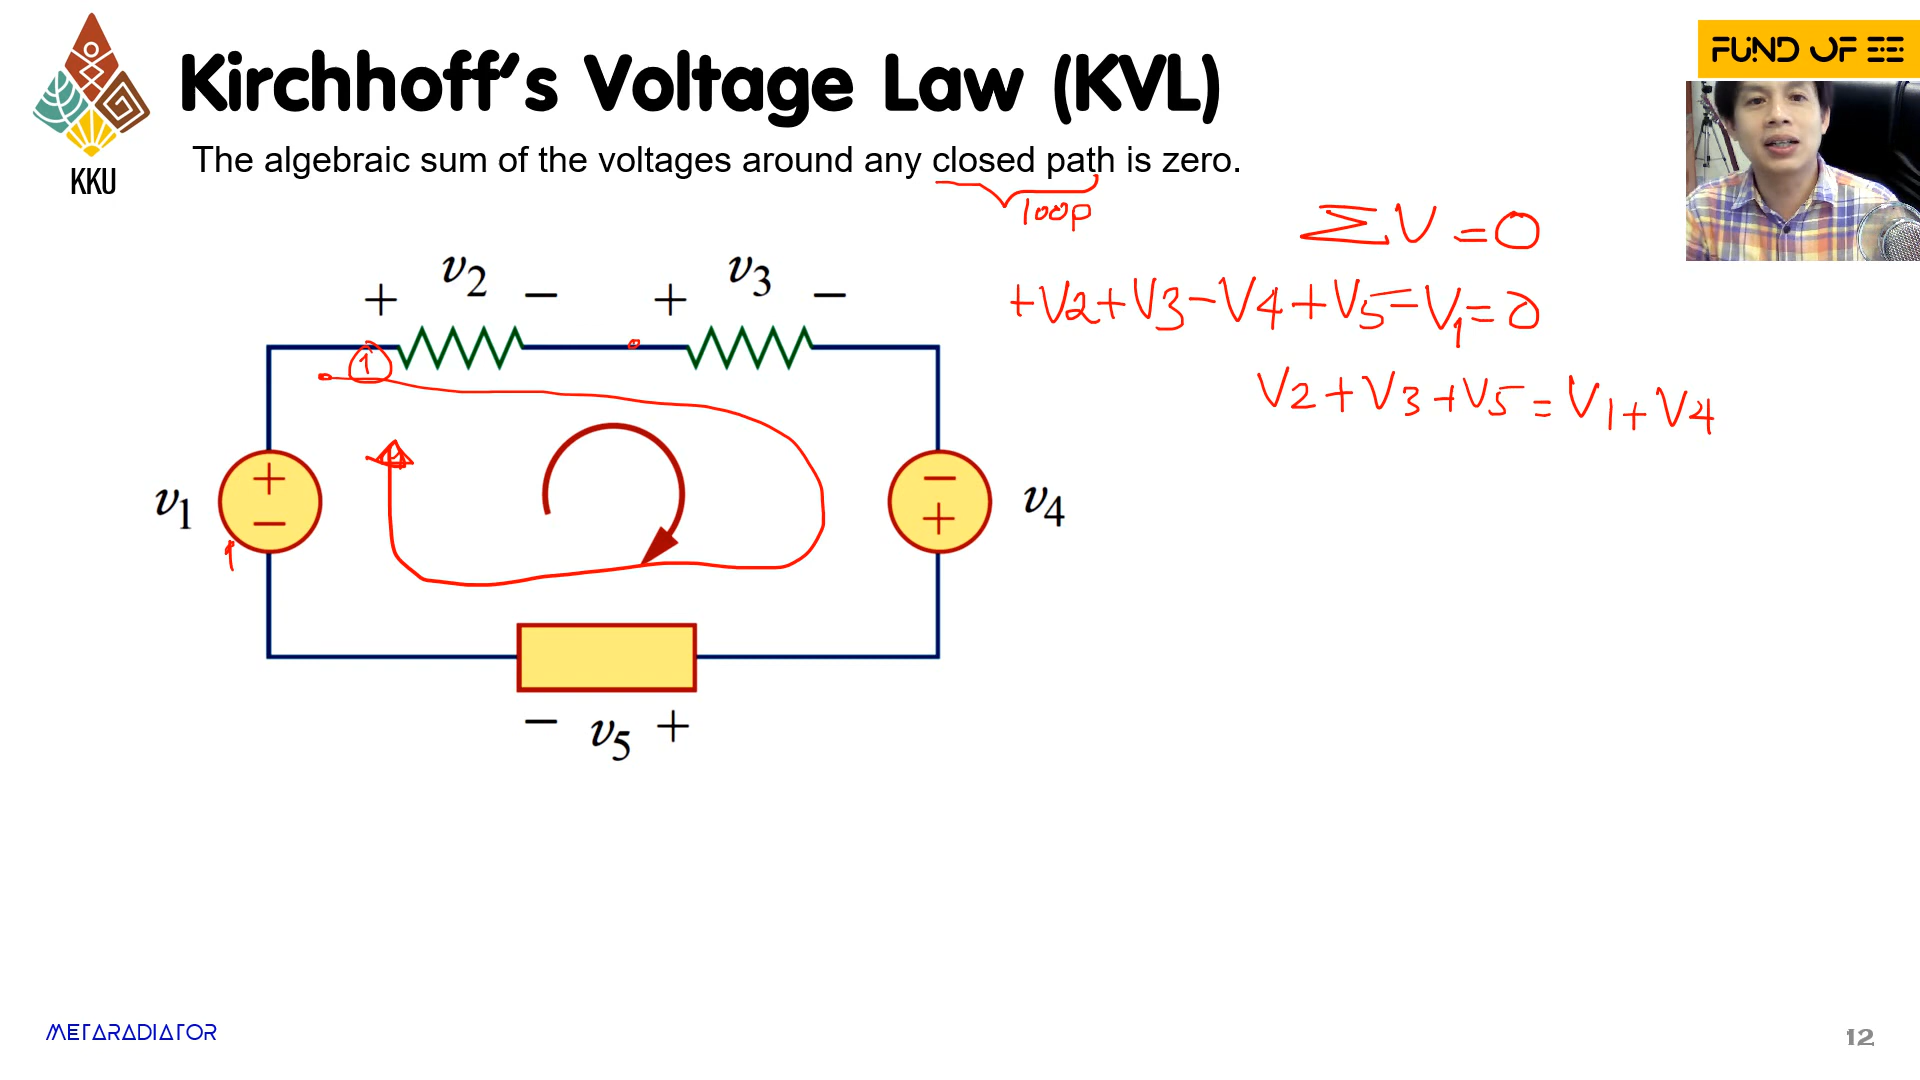 KKU
Kirchhoff's Voltage Law (KVL)
FUND OF EE
The algebraic sum of the voltages around any closed path is zero.
loop
ΣV = 0
+V2+V3-V4+V5-V1=0
V2+V3+V5=V1+V4
+ v2 - + v3 -
1
v1
+
-
-
+
v4
- v5 +
METARADIATOR
12